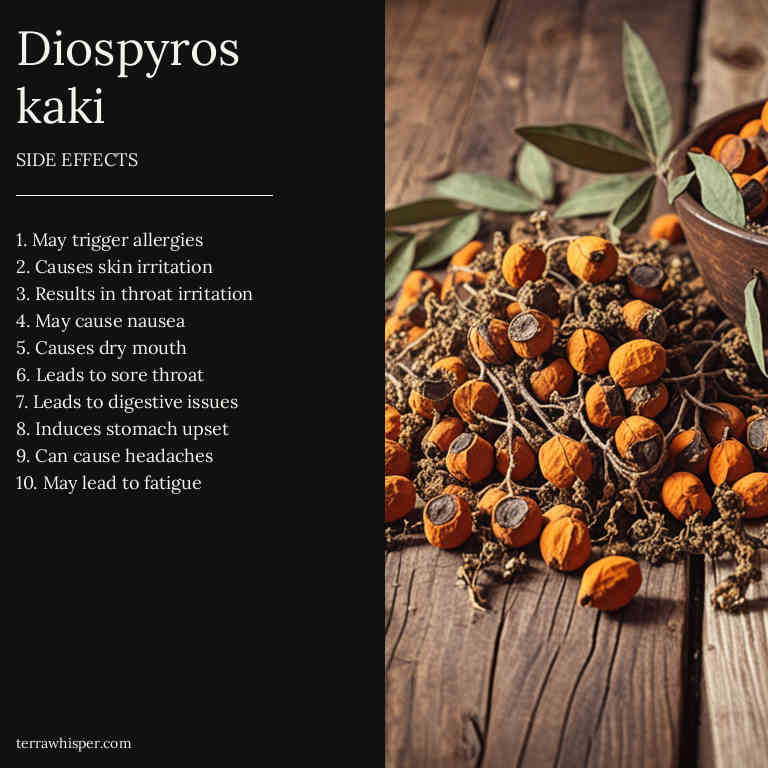 Diospyros
kaki
SIDE EFFECTS
1. May trigger allergies
2. Causes skin irritation
3. Results in throat irritation
4. May cause nausea
5. Causes dry mouth
6. Leads to sore throat
7. Leads to digestive issues
8. Induces stomach upset
9. Can cause headaches
10. May lead to fatigue
terrawhisper.com